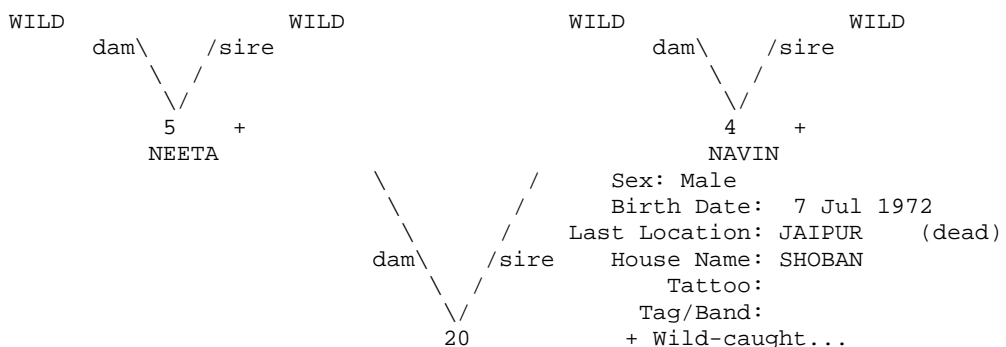 WILD WILD WILD WILD
dam\ /sire dam\ /sire
\ / \ /
\/ \/
5 + 4 +
NEETA NAVIN
\ / Sex: Male
\ / Birth Date: 7 Jul 1972
\ / Last Location: JAIPUR (dead)
dam\ /sire House Name: SHOBAN
\ / Tattoo:
\/ Tag/Band:
20 + Wild-caught...